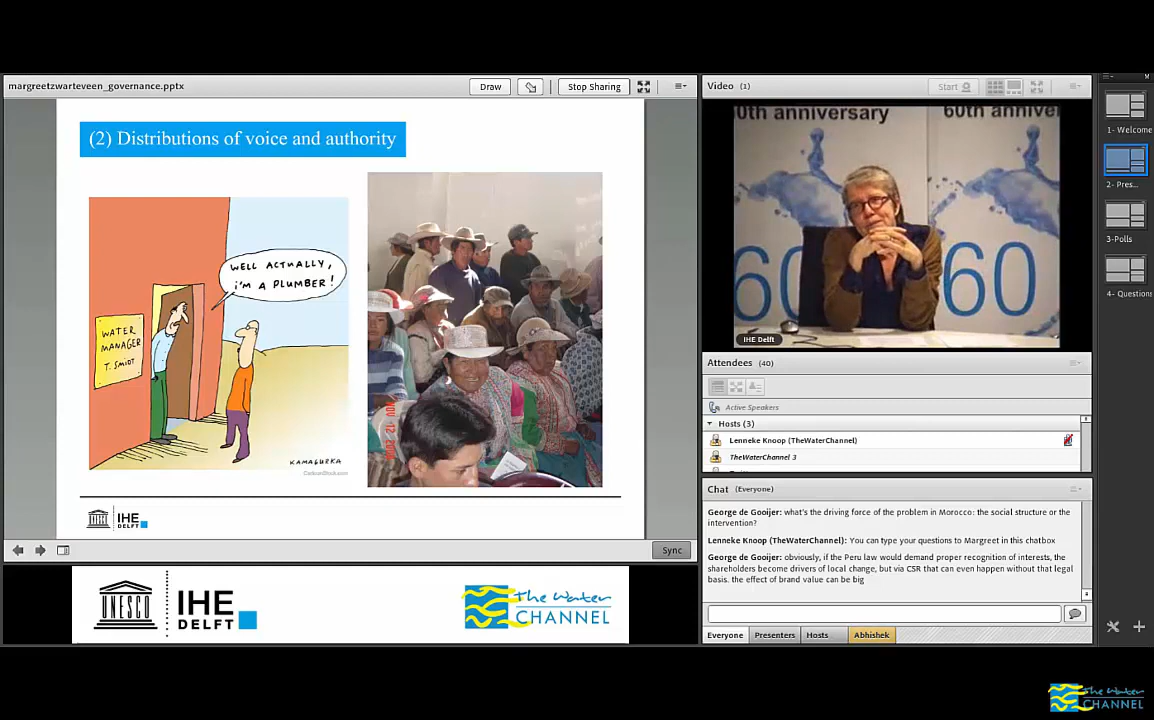 margreetzwarteveen_governance.pptx
Draw
Stop Sharing
(2) Distributions of voice and authority
WELL ACTUALLY,
i'M A PLUMBER!
WATER
MANAGER
T. SMIDT
KAMAGURKA
CartoonStock.com
NOV 12
UNESCO
IHE
DELFT
Sync
UNESCO
IHE
DELFT
The Water
CHANNEL
Video (1)
Start
0th anniversary
60th annive
60
60
IHE Delft
Attendees (40)
Active Speakers
Hosts (3)
Lenneke Knoop (TheWaterChannel)
TheWaterChannel 3
Chat (Everyone)
George de Gooijer: what's the driving force of the problem in Morocco: the social structure or the
intervention?
Lenneke Knoop (TheWaterChannel): You can type your questions to Margreet in this chatbox
George de Gooijer: obviously, if the Peru law would demand proper recognition of interests, the
shareholders become drivers of local change, but via CSR that can even happen without that legal
basis. the effect of brand value can be big
Everyone
Presenters
Hosts
Abhishek
1- Welcome
2- Pres...
3-Polls
4- Questions
The Water
CHANNEL